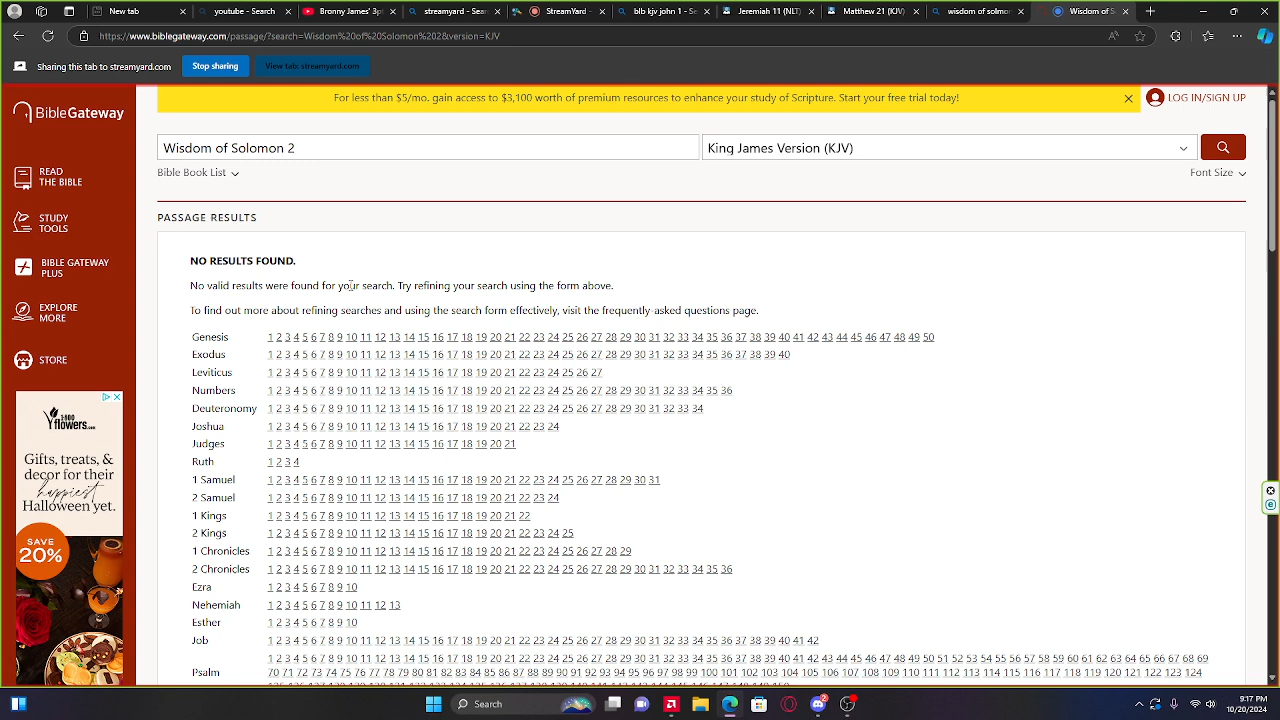 New tab
search -
Bronny James' 3pt
streamyard - Sear
StreamYard -
blb kjv john 1 - Se
Jeremiah 11 (NLT)
Matthew 21 (KJV)
wisdom of solomon
Wisdom of S
https://www.biblegateway.com/passage/?search=Wisdom%20of%20Solomon%202&version=KJV
Sharing this tab to streamyard.com
Stop sharing
View tab: streamyard.com
For less than $5/mo. gain access to $3,100 worth of premium resources to enhance your study of Scripture. Start your free trial today!
LOG IN/SIGN UP
BibleGateway
READ
THE BIBLE
STUDY
TOOLS
BIBLE GATEWAY
PLUS
EXPLORE
MORE
STORE
1-800
flowers.com
Gifts, treats, &
decor for their
happiest
Halloween yet.
SAVE
20%
Wisdom of Solomon 2
King James Version (KJV)
Bible Book List
Font Size
PASSAGE RESULTS
NO RESULTS FOUND.
No valid results were found for your search. Try refining your search using the form above.
To find out more about refining searches and using the search form effectively, visit the frequently-asked questions page.
Genesis 1 2 3 4 5 6 7 8 9 10 11 12 13 14 15 16 17 18 19 20 21 22 23 24 25 26 27 28 29 30 31 32 33 34 35 36 37 38 39 40 41 42 43 44 45 46 47 48 49 50
Exodus 1 2 3 4 5 6 7 8 9 10 11 12 13 14 15 16 17 18 19 20 21 22 23 24 25 26 27 28 29 30 31 32 33 34 35 36 37 38 39 40
Leviticus 1 2 3 4 5 6 7 8 9 10 11 12 13 14 15 16 17 18 19 20 21 22 23 24 25 26 27
Numbers 1 2 3 4 5 6 7 8 9 10 11 12 13 14 15 16 17 18 19 20 21 22 23 24 25 26 27 28 29 30 31 32 33 34 35 36
Deuteronomy 1 2 3 4 5 6 7 8 9 10 11 12 13 14 15 16 17 18 19 20 21 22 23 24 25 26 27 28 29 30 31 32 33 34
Joshua 1 2 3 4 5 6 7 8 9 10 11 12 13 14 15 16 17 18 19 20 21 22 23 24
Judges 1 2 3 4 5 6 7 8 9 10 11 12 13 14 15 16 17 18 19 20 21
Ruth 1 2 3 4
1 Samuel 1 2 3 4 5 6 7 8 9 10 11 12 13 14 15 16 17 18 19 20 21 22 23 24 25 26 27 28 29 30 31
2 Samuel 1 2 3 4 5 6 7 8 9 10 11 12 13 14 15 16 17 18 19 20 21 22 23 24
1 Kings 1 2 3 4 5 6 7 8 9 10 11 12 13 14 15 16 17 18 19 20 21 22
2 Kings 1 2 3 4 5 6 7 8 9 10 11 12 13 14 15 16 17 18 19 20 21 22 23 24 25
1 Chronicles 1 2 3 4 5 6 7 8 9 10 11 12 13 14 15 16 17 18 19 20 21 22 23 24 25 26 27 28 29
2 Chronicles 1 2 3 4 5 6 7 8 9 10 11 12 13 14 15 16 17 18 19 20 21 22 23 24 25 26 27 28 29 30 31 32 33 34 35 36
Ezra 1 2 3 4 5 6 7 8 9 10
Nehemiah 1 2 3 4 5 6 7 8 9 10 11 12 13
Esther 1 2 3 4 5 6 7 8 9 10
Job 1 2 3 4 5 6 7 8 9 10 11 12 13 14 15 16 17 18 19 20 21 22 23 24 25 26 27 28 29 30 31 32 33 34 35 36 37 38 39 40 41 42
1 2 3 4 5 6 7 8 9 10 11 12 13 14 15 16 17 18 19 20 21 22 23 24 25 26 27 28 29 30 31 32 33 34 35 36 37 38 39 40 41 42 43 44 45 46 47 48 49 50 51 52 53 54 55 56 57 58 59 60 61 62 63 64 65 66 67 68 69
Psalm 70 71 72 73 74 75 76 77 78 79 80 81 82 83 84 85 86 87 88 89 90 91 92 93 94 95 96 97 98 99 100 101 102 103 104 105 106 107 108 109 110 111 112 113 114 115 116 117 118 119 120 121 122 123 124
Search
2
9:17 PM
10/20/2024